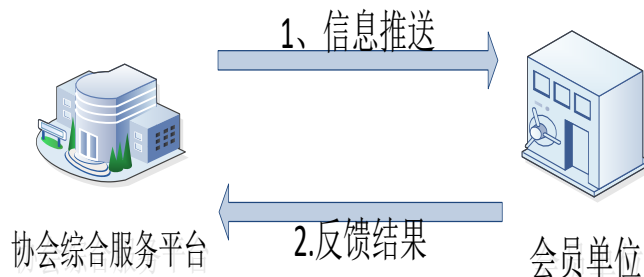 1、信息推送
协会综合服务平台
2.反馈结果
会员单位